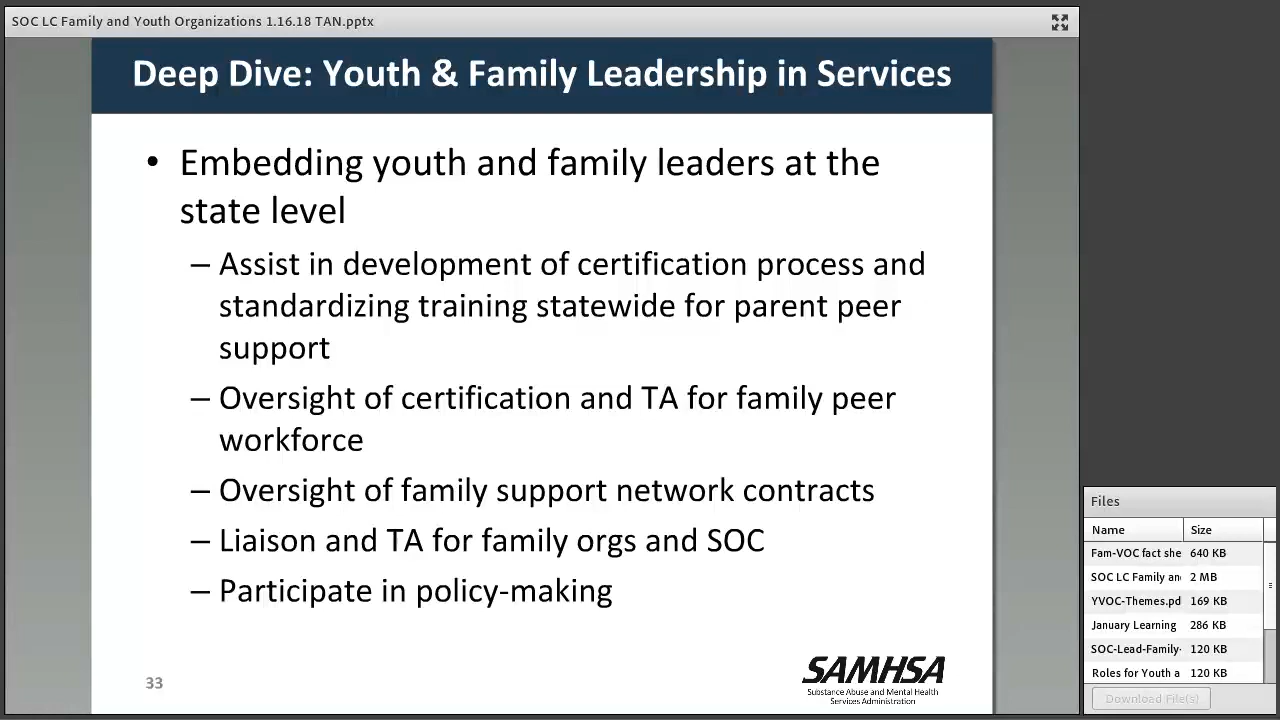 SOC LC Family and Youth Organizations 1.16.18 TAN.pptx
Deep Dive: Youth & Family Leadership in Services
• Embedding youth and family leaders at the
state level
– Assist in development of certification process and
standardizing training statewide for parent peer
support
– Oversight of certification and TA for family peer
workforce
– Oversight of family support network contracts
– Liaison and TA for family orgs and SOC
– Participate in policy-making
33
SAMHSA
Substance Abuse and Mental Health
Services Administration
Files
Name Size
Fam-VOC fact she 640 KB
SOC LC Family an 2 MB
YVOC-Themes.pd 169 KB
January Learning 286 KB
SOC-Lead-Family- 120 KB
Roles for Youth a 120 KB
Download File(s)